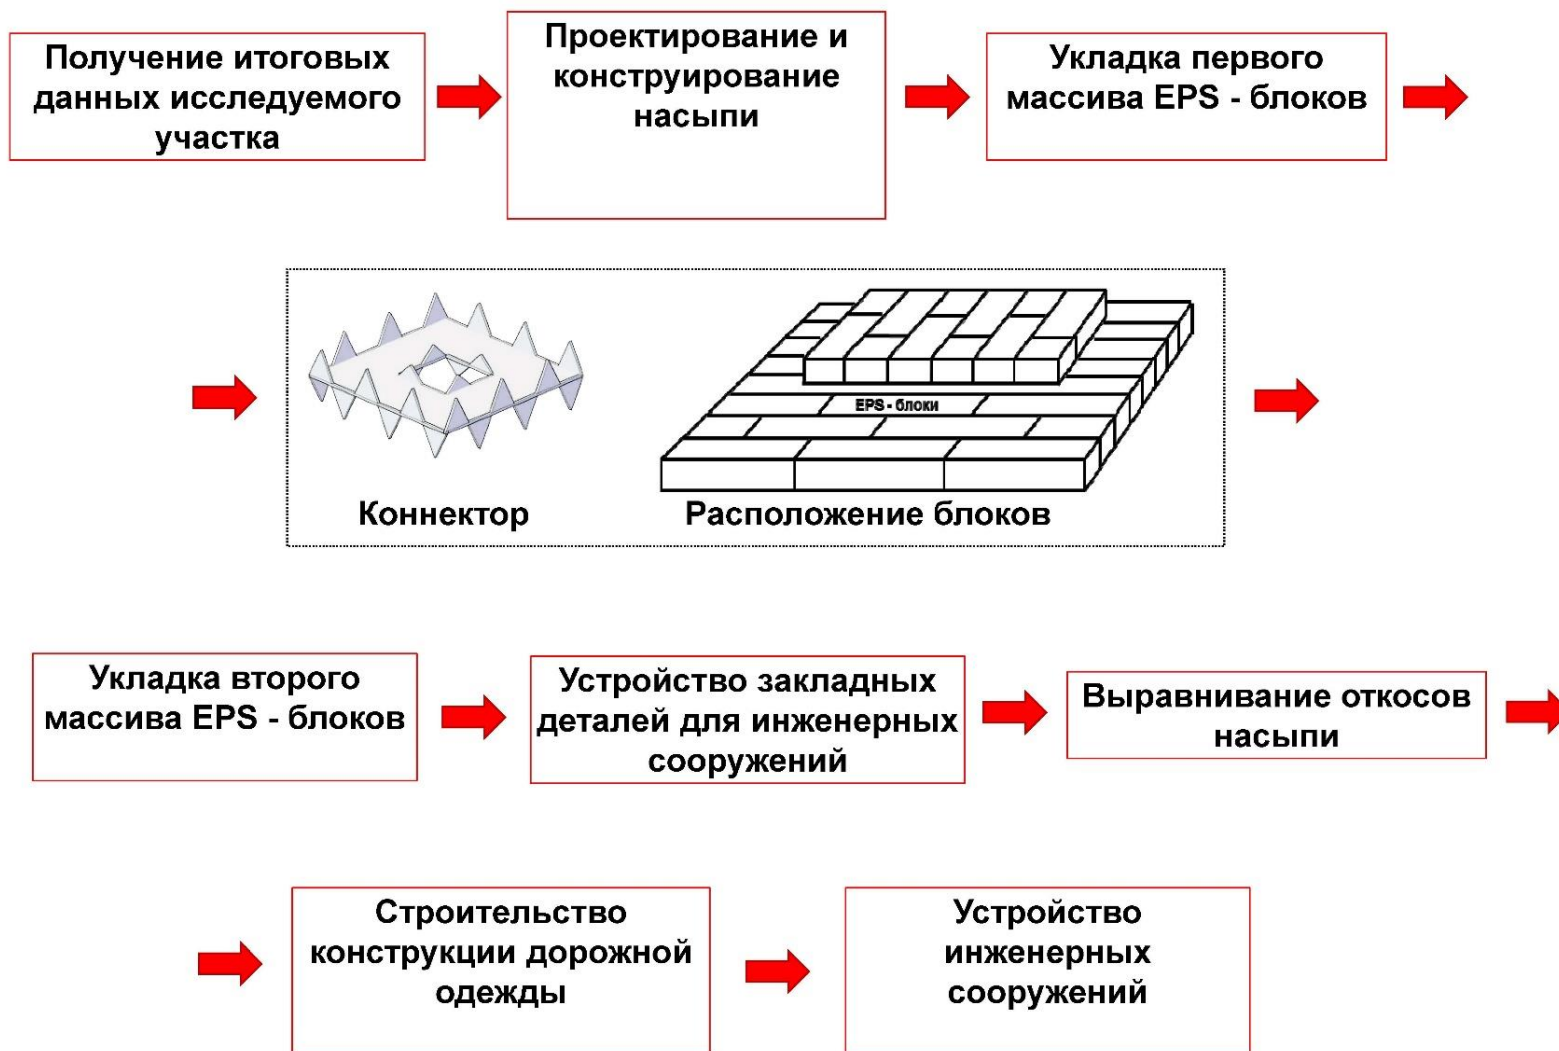 Получение итоговых
данных исследуемого
участка
Проектирование и
конструирование
насыпи
Укладка первого
массива EPS - блоков
EPS - блоки
Коннектор
Расположение блоков
Укладка второго
массива EPS - блоков
Устройство закладных
деталей для инженерных
сооружений
Выравнивание откосов
насыпи
Строительство
конструкции дорожной
одежды
Устройство
инженерных
сооружений